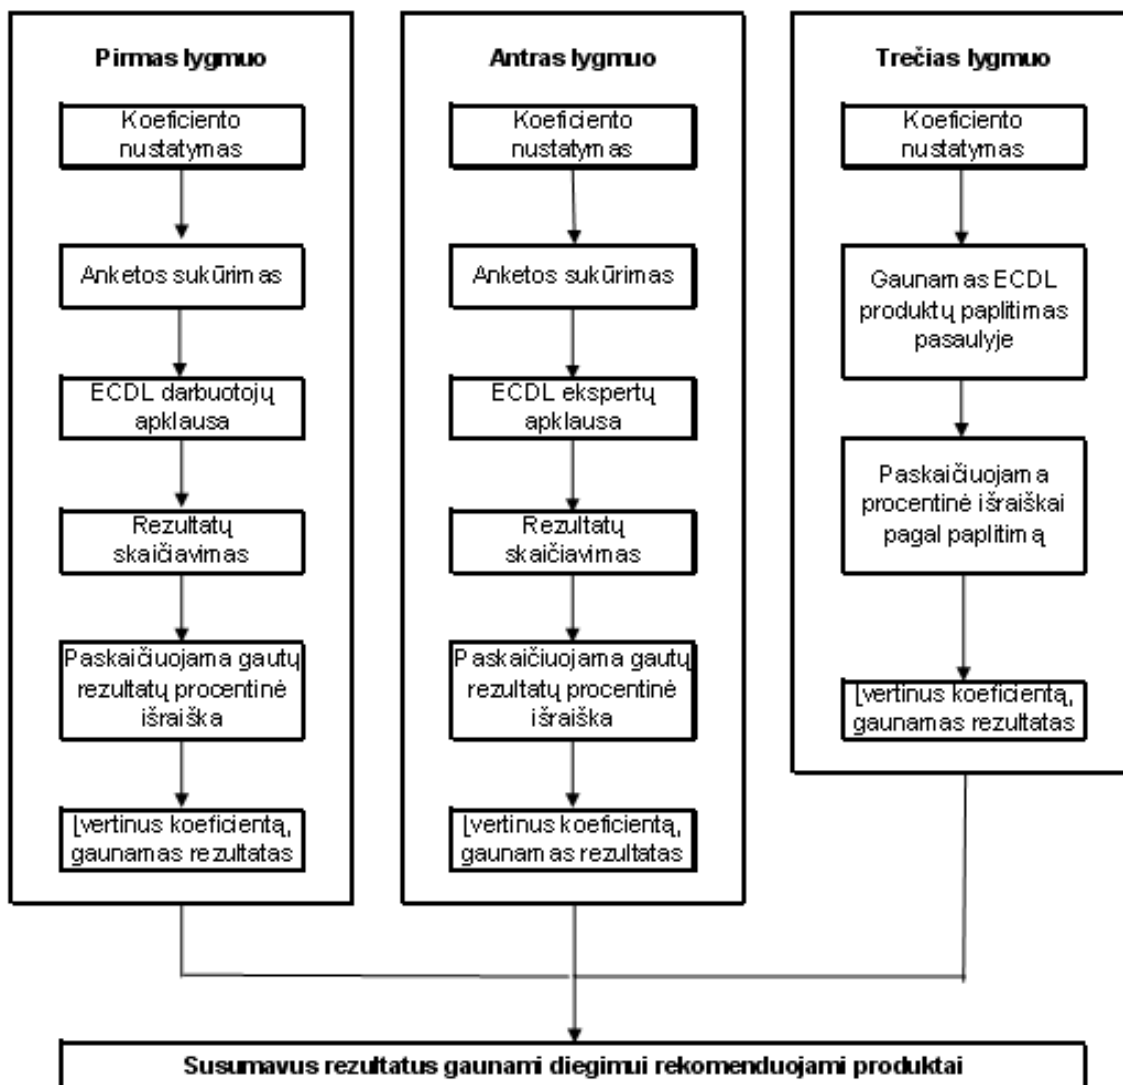 Pirmas lygmuo
Koeficiento
nustatymas
Anketos sukūrimas
ECDL darbuotojų
apklausa
Rezultatų
skaičiavimas
Paskaičiuojama gautų
rezultatų procentinė
išraiška
Įvertinus koeficientą,
gaunamas rezultatas
Antras lygmuo
Koeficiento
nustatymas
Anketos sukūrimas
ECDL ekspertų
apklausa
Rezultatų
skaičiavimas
Paskaičiuojama gautų
rezultatų procentinė
išraiška
Įvertinus koeficientą,
gaunamas rezultatas
Trečias lygmuo
Koeficiento
nustatymas
Gaunamas ECDL
produktų paplitimas
pasaulyje
Paskaičiuojama
procentinė išraiškai
pagal paplitimą
Įvertinus koeficientą,
gaunamas rezultatas
Susumavus rezultatus gaunami diegimui rekomenduojami produktai